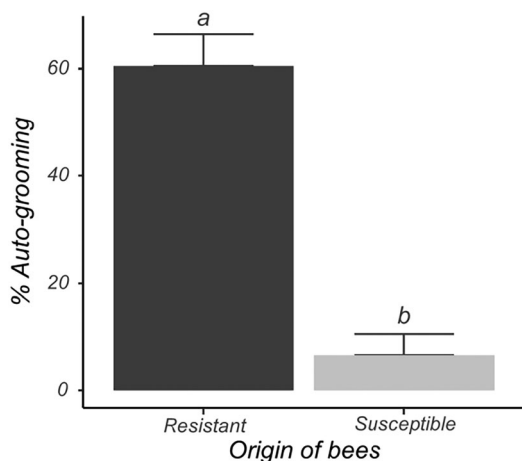 a
60
40
20
0
b
% Auto-grooming
Resistant
Susceptible
Origin of bees